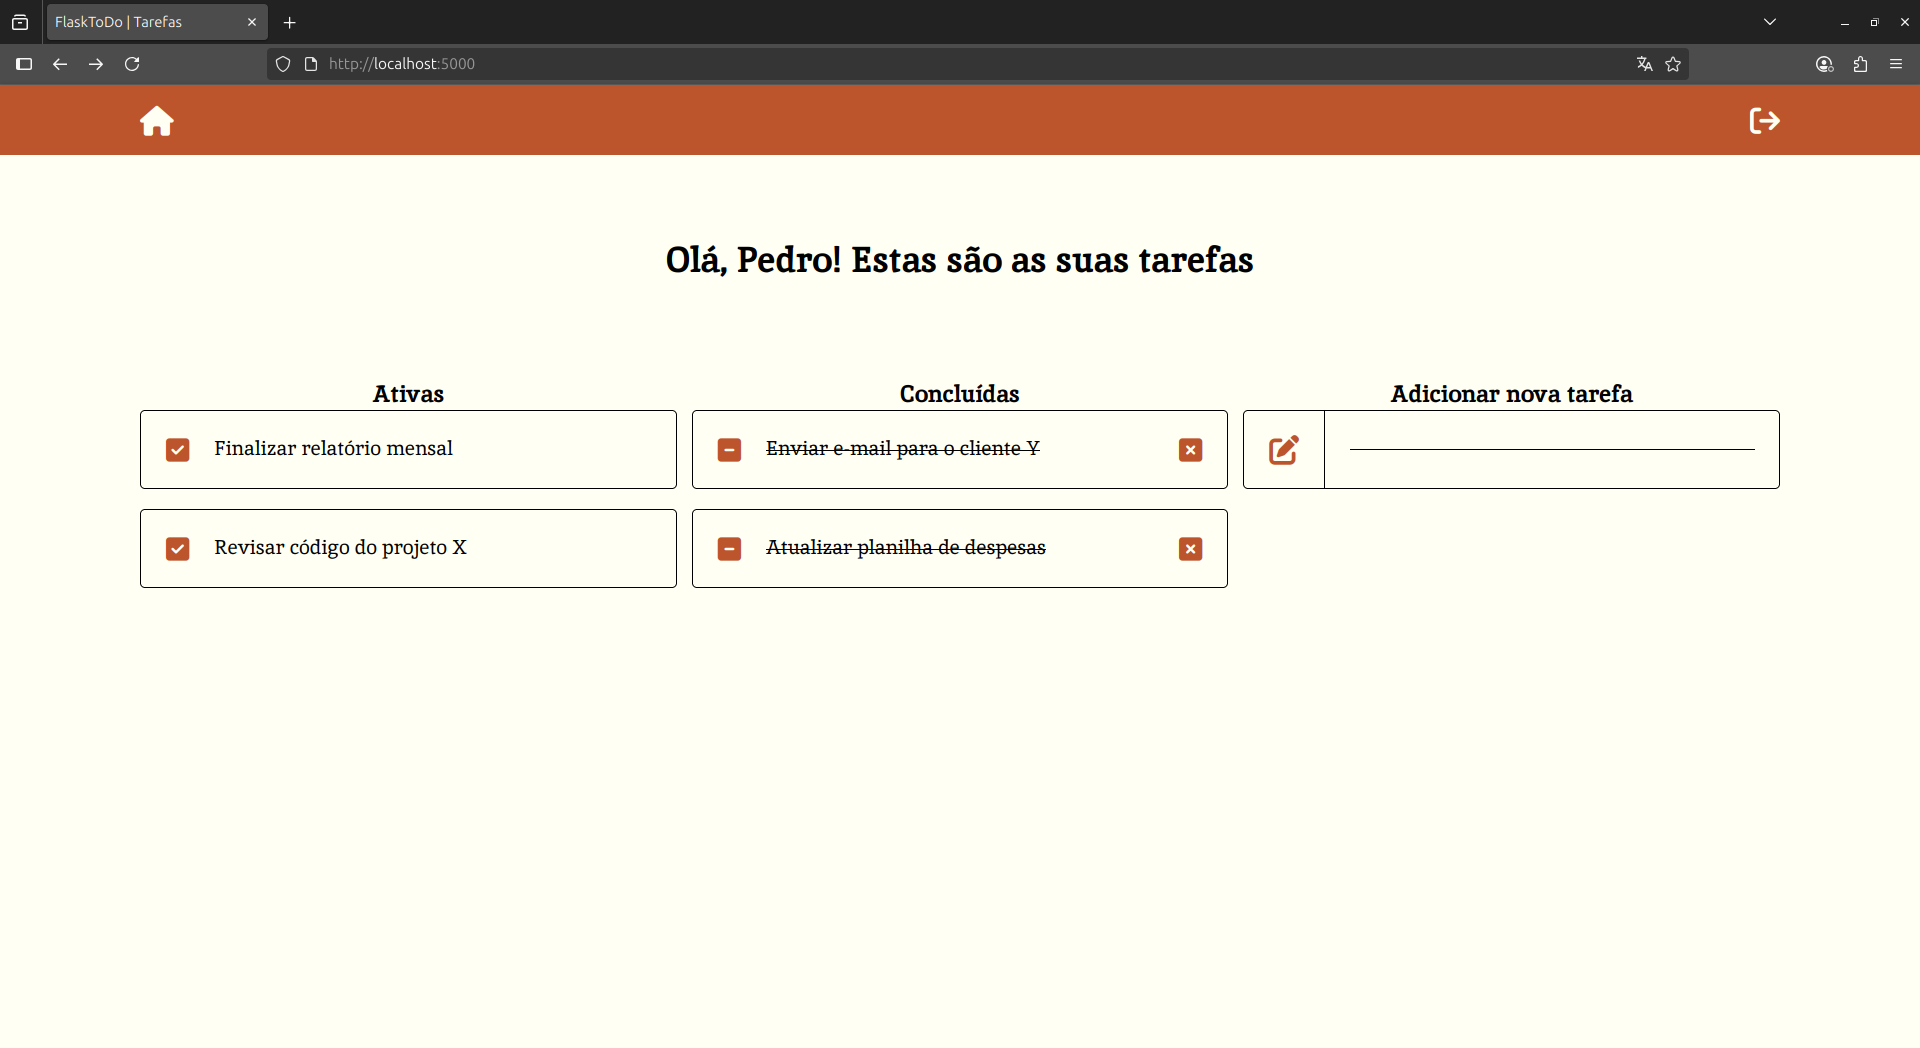 FlaskToDo | Tarefas
http://localhost:5000
Olá, Pedro! Estas são as suas tarefas
Ativas
Finalizar relatório mensal
Revisar código do projeto X
Concluídas
Enviar e-mail para o cliente Y
Atualizar planilha de despesas
Adicionar nova tarefa